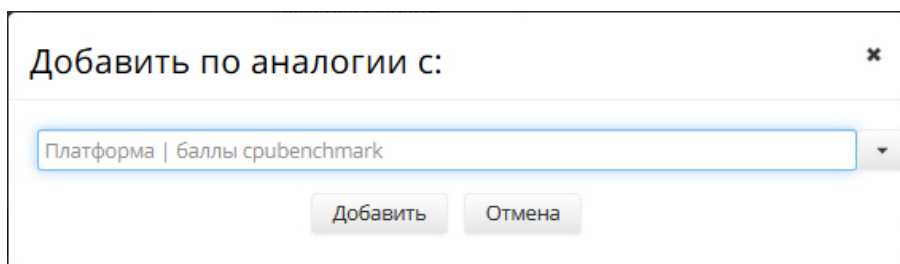 Добавить по аналогии с:
Платформа | баллы cpubenchmark
Добавить Отмена